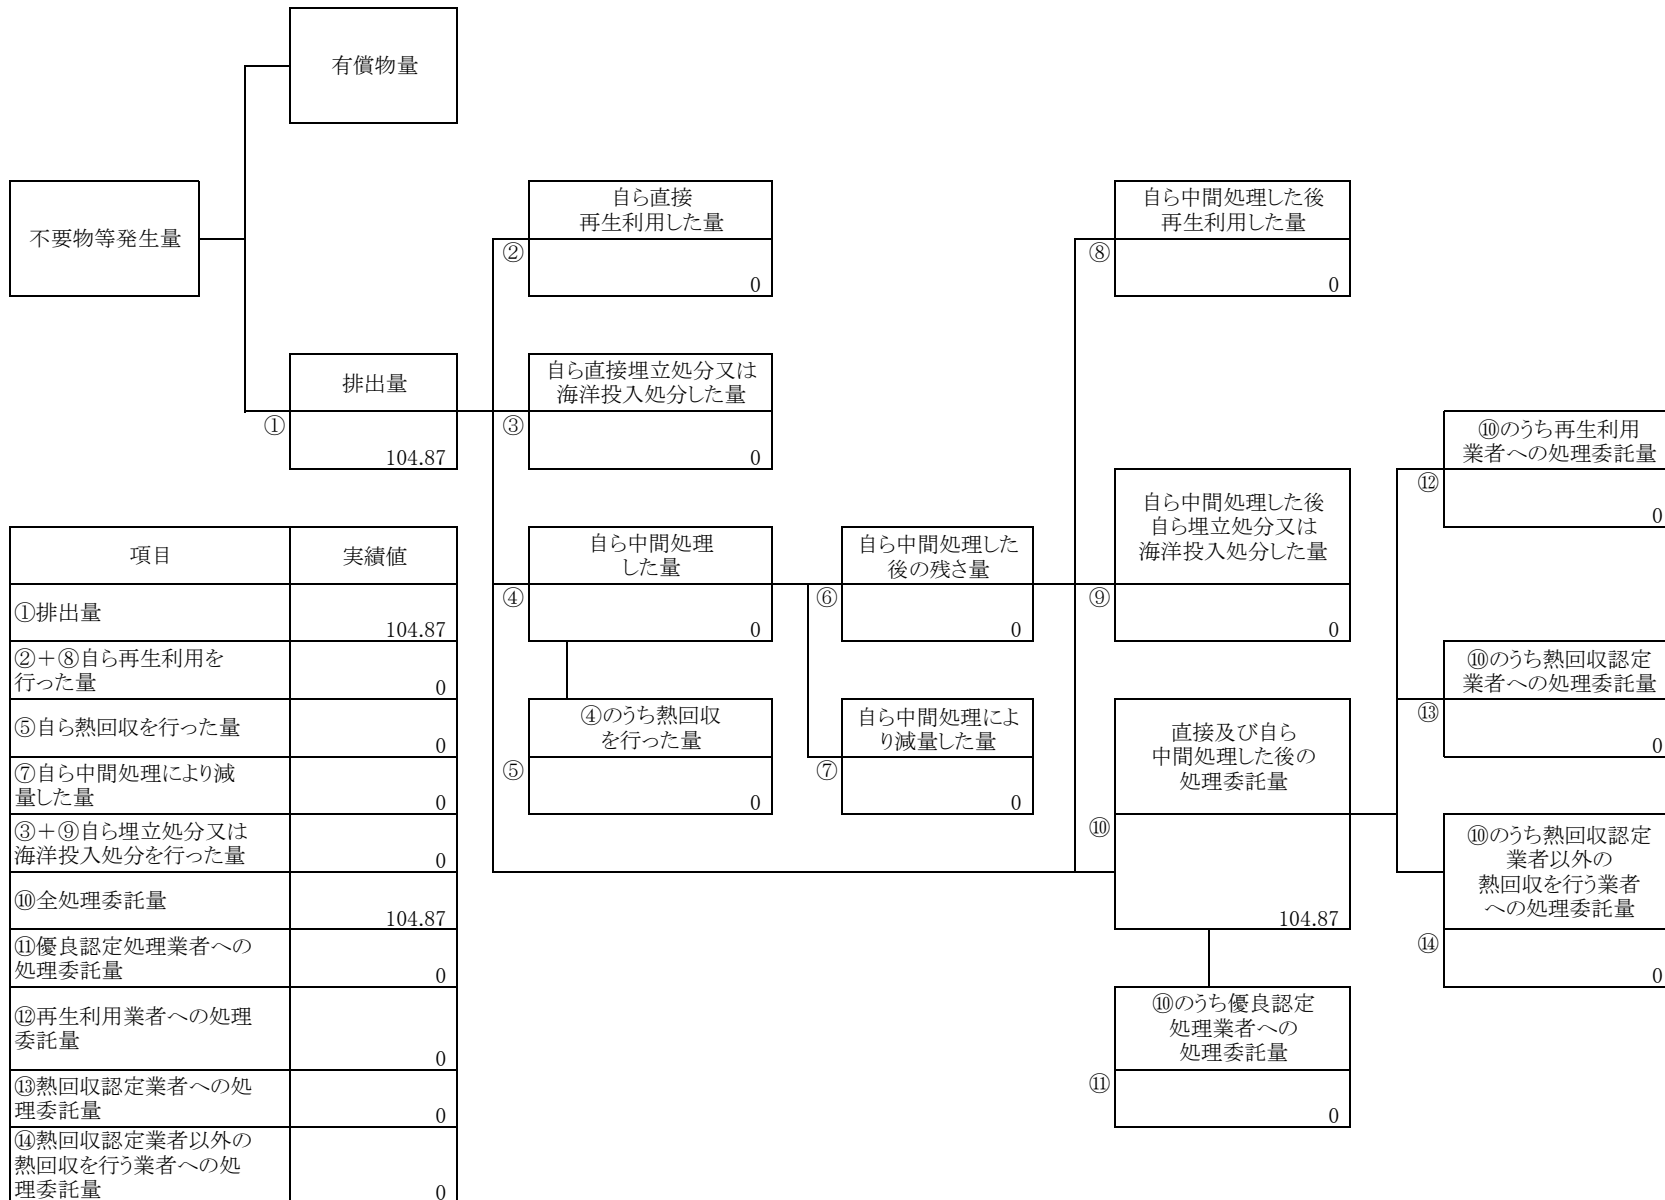 有償物量
不要物等発生量
自ら直接
再生利用した量
②
0
自ら中間処理した後
再生利用した量
⑧
0
排出量
①
104.87
自ら直接埋立処分又は
海洋投入処分した量
③
0
⑩のうち再生利用
業者への処理委託量
⑫
0
自ら中間処理
した量
④
0
自ら中間処理した
後の残さ量
⑥
0
自ら中間処理した後
自ら埋立処分又は
海洋投入処分した量
⑨
0
⑩のうち熱回収認定
業者への処理委託量
⑬
0
④のうち熱回収
を行った量
⑤
0
自ら中間処理によ
り減量した量
⑦
0
直接及び自ら
中間処理した後の
処理委託量
⑩
104.87
⑩のうち熱回収認定
業者以外の
熱回収を行う業者
への処理委託量
⑭
0
⑩のうち優良認定
処理業者への
処理委託量
⑪
0
項目 実績値
①排出量
104.87
②＋⑧自ら再生利用を
行った量
0
⑤自ら熱回収を行った量
0
⑦自ら中間処理により減
量した量
0
③＋⑨自ら埋立処分又は
海洋投入処分を行った量
0
⑩全処理委託量
104.87
⑪優良認定処理業者への
処理委託量
0
⑫再生利用業者への処理
委託量
0
⑬熱回収認定業者への処
理委託量
0
⑭熱回収認定業者以外の
熱回収を行う業者への処
理委託量
0